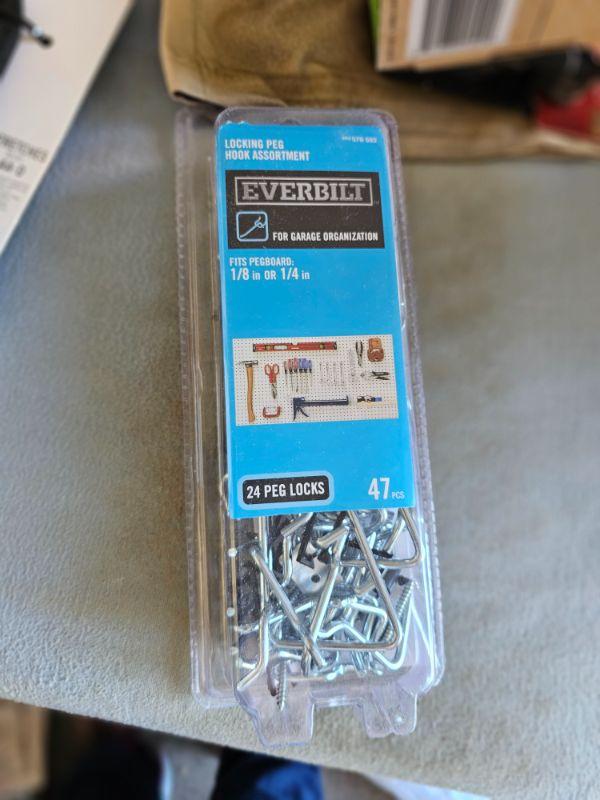 LOCKING PEG
HOOK ASSORTMENT
EVERBILT
FOR GARAGE ORGANIZATION
FITS PEGBOARD:
1/8 in OR 1/4 in
24 PEG LOCKS
47 PCS